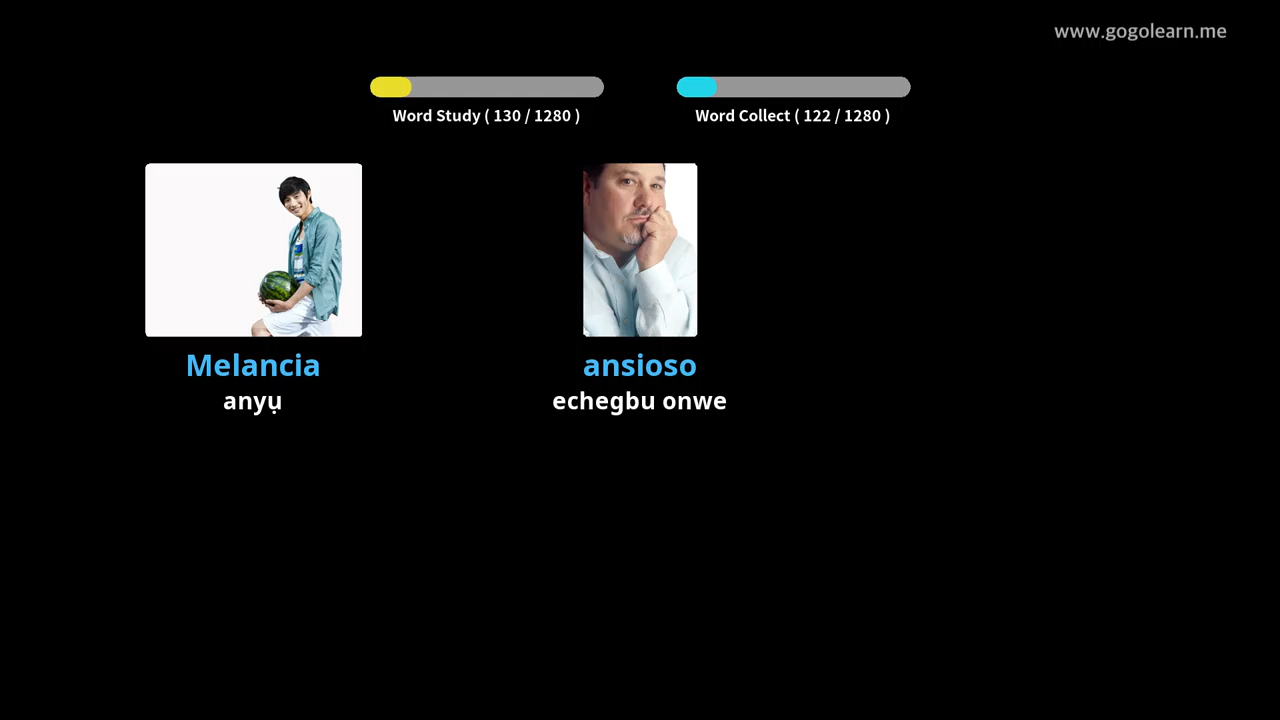 www.gogolearn.me
Word Study ( 130 / 1280 )
Word Collect ( 122 / 1280 )
Melancia
anyụ
ansioso
echegbu onwe